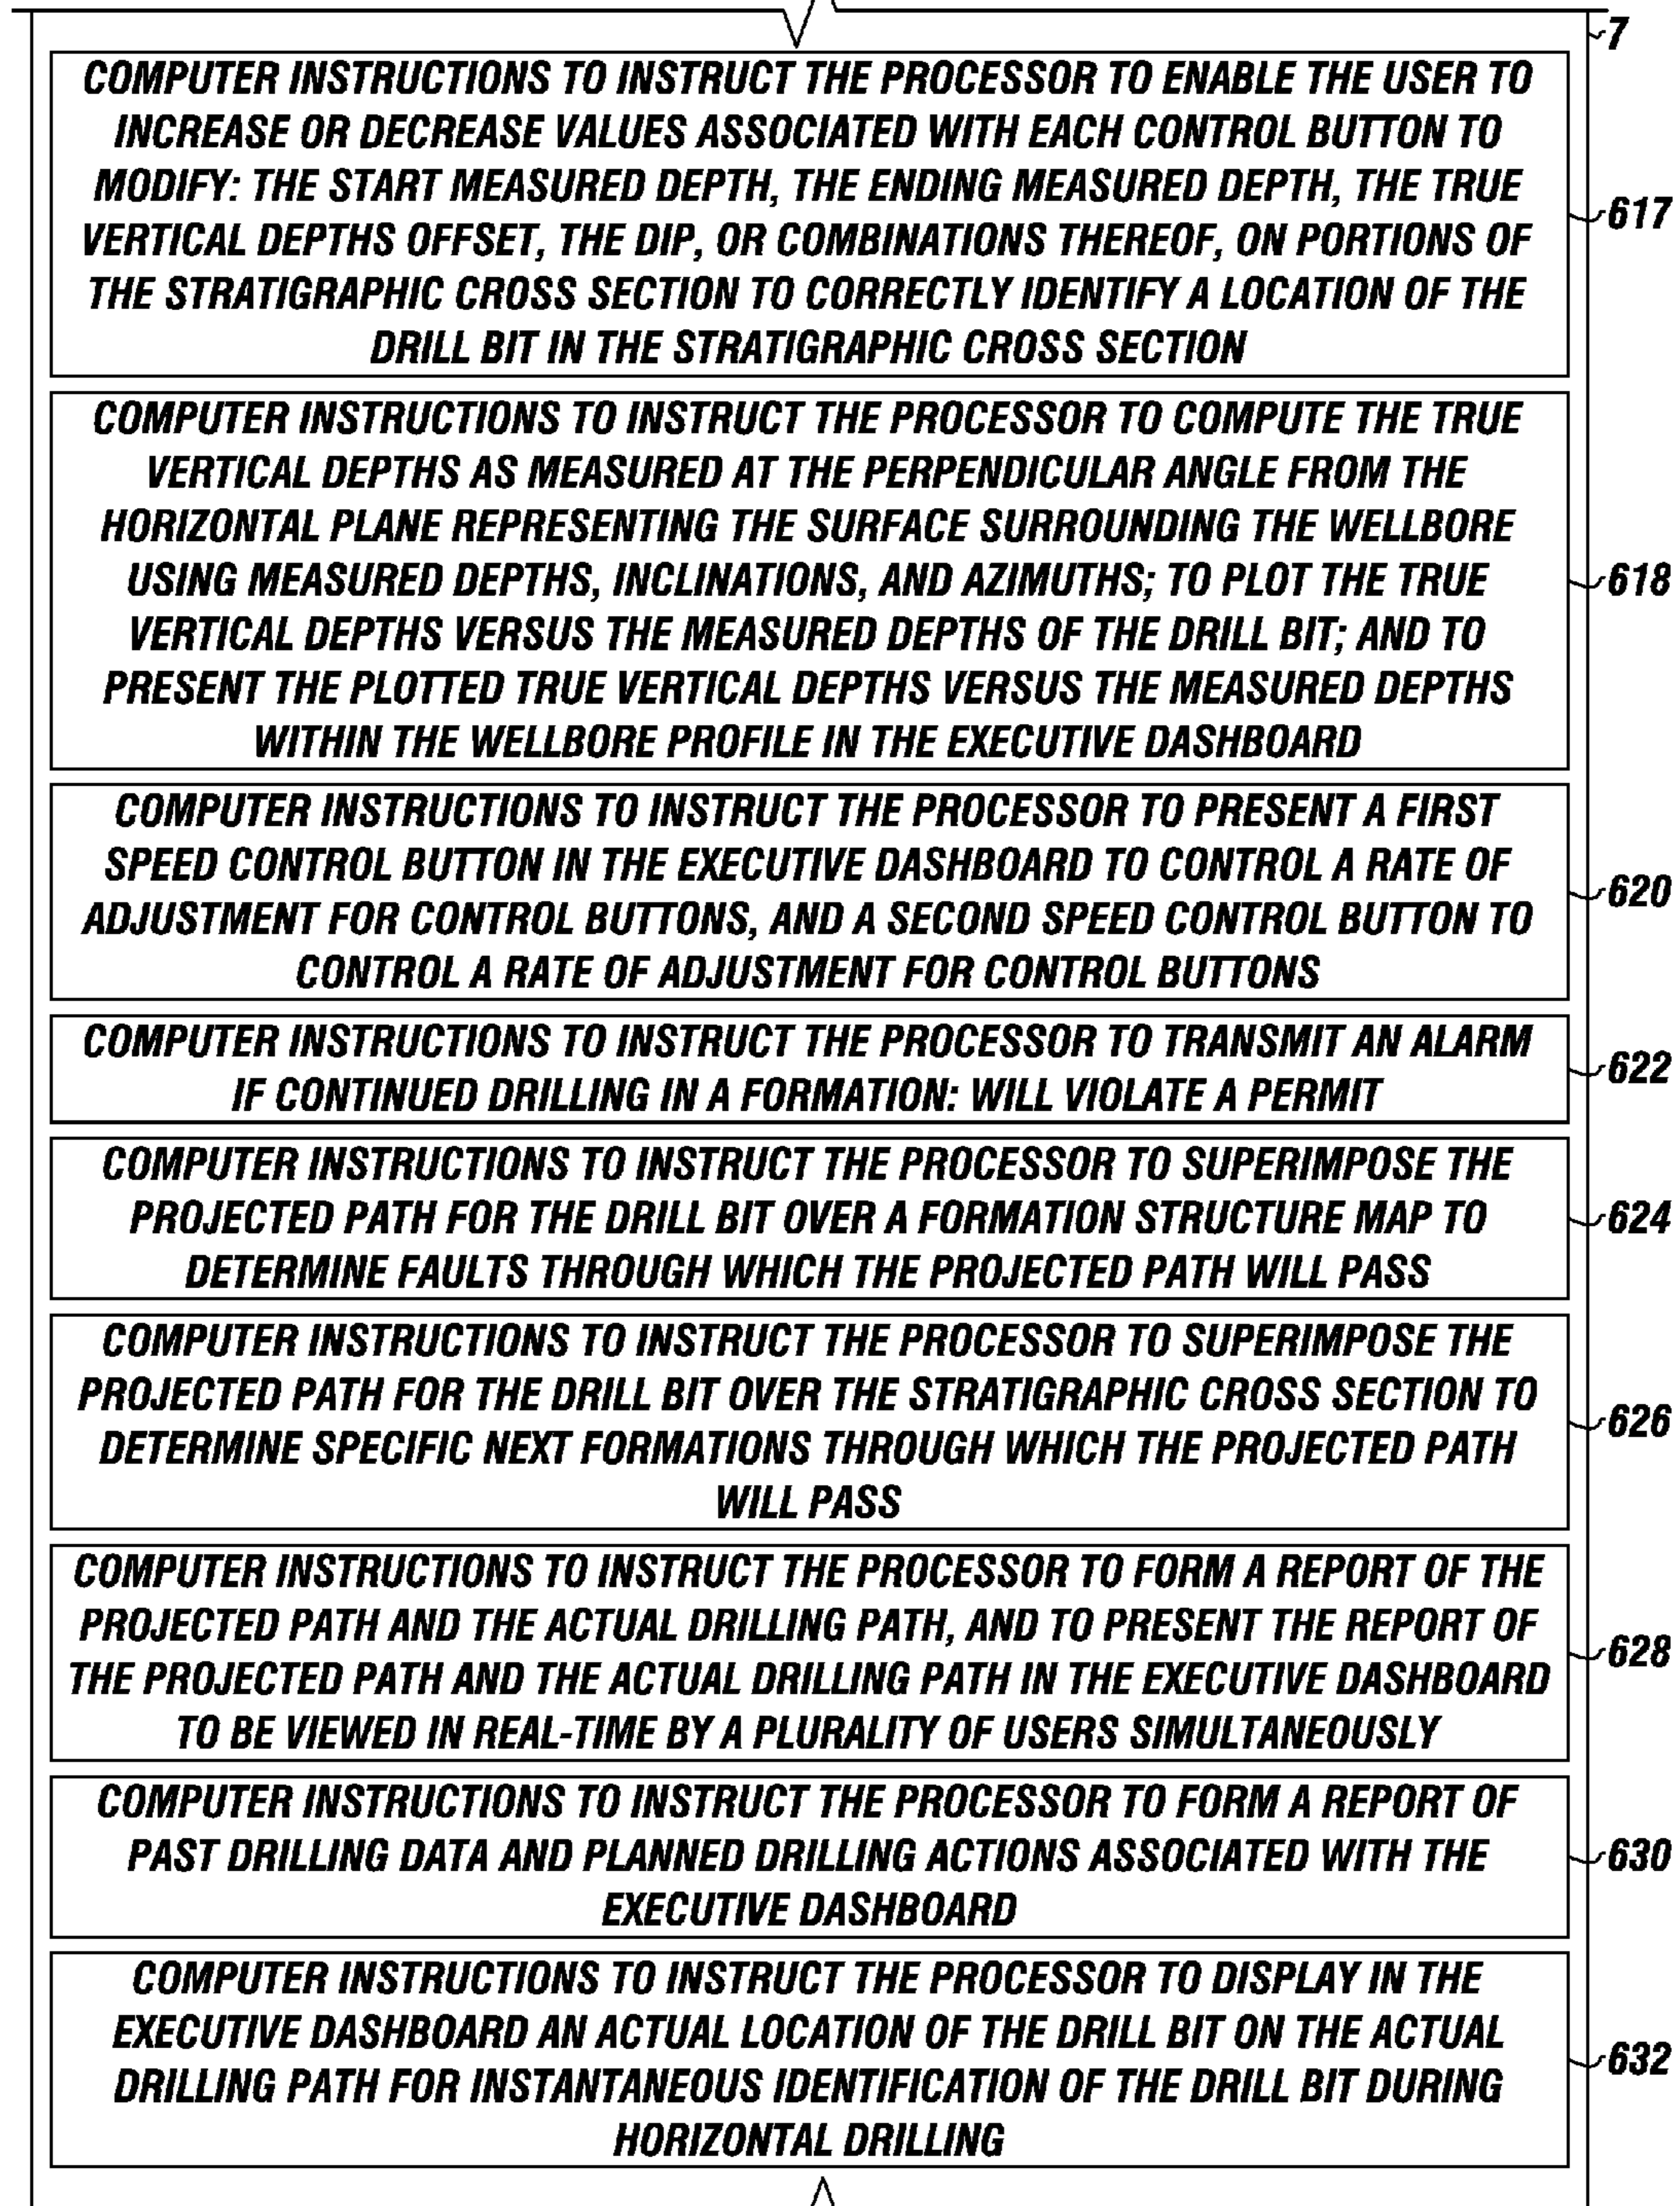 7
COMPUTER INSTRUCTIONS TO INSTRUCT THE PROCESSOR TO ENABLE THE USER TO
INCREASE OR DECREASE VALUES ASSOCIATED WITH EACH CONTROL BUTTON TO
MODIFY: THE START MEASURED DEPTH, THE ENDING MEASURED DEPTH, THE TRUE
VERTICAL DEPTHS OFFSET, THE DIP, OR COMBINATIONS THEREOF, ON PORTIONS OF
THE STRATIGRAPHIC CROSS SECTION TO CORRECTLY IDENTIFY A LOCATION OF THE
DRILL BIT IN THE STRATIGRAPHIC CROSS SECTION
617
COMPUTER INSTRUCTIONS TO INSTRUCT THE PROCESSOR TO COMPUTE THE TRUE
VERTICAL DEPTHS AS MEASURED AT THE PERPENDICULAR ANGLE FROM THE
HORIZONTAL PLANE REPRESENTING THE SURFACE SURROUNDING THE WELLBORE
USING MEASURED DEPTHS, INCLINATIONS, AND AZIMUTHS; TO PLOT THE TRUE
VERTICAL DEPTHS VERSUS THE MEASURED DEPTHS OF THE DRILL BIT; AND TO
PRESENT THE PLOTTED TRUE VERTICAL DEPTHS VERSUS THE MEASURED DEPTHS
WITHIN THE WELLBORE PROFILE IN THE EXECUTIVE DASHBOARD
618
COMPUTER INSTRUCTIONS TO INSTRUCT THE PROCESSOR TO PRESENT A FIRST
SPEED CONTROL BUTTON IN THE EXECUTIVE DASHBOARD TO CONTROL A RATE OF
ADJUSTMENT FOR CONTROL BUTTONS, AND A SECOND SPEED CONTROL BUTTON TO
CONTROL A RATE OF ADJUSTMENT FOR CONTROL BUTTONS
620
COMPUTER INSTRUCTIONS TO INSTRUCT THE PROCESSOR TO TRANSMIT AN ALARM
IF CONTINUED DRILLING IN A FORMATION: WILL VIOLATE A PERMIT
622
COMPUTER INSTRUCTIONS TO INSTRUCT THE PROCESSOR TO SUPERIMPOSE THE
PROJECTED PATH FOR THE DRILL BIT OVER A FORMATION STRUCTURE MAP TO
DETERMINE FAULTS THROUGH WHICH THE PROJECTED PATH WILL PASS
624
COMPUTER INSTRUCTIONS TO INSTRUCT THE PROCESSOR TO SUPERIMPOSE THE
PROJECTED PATH FOR THE DRILL BIT OVER THE STRATIGRAPHIC CROSS SECTION TO
DETERMINE SPECIFIC NEXT FORMATIONS THROUGH WHICH THE PROJECTED PATH
WILL PASS
626
COMPUTER INSTRUCTIONS TO INSTRUCT THE PROCESSOR TO FORM A REPORT OF THE
PROJECTED PATH AND THE ACTUAL DRILLING PATH, AND TO PRESENT THE REPORT OF
THE PROJECTED PATH AND THE ACTUAL DRILLING PATH IN THE EXECUTIVE DASHBOARD
TO BE VIEWED IN REAL-TIME BY A PLURALITY OF USERS SIMULTANEOUSLY
628
COMPUTER INSTRUCTIONS TO INSTRUCT THE PROCESSOR TO FORM A REPORT OF
PAST DRILLING DATA AND PLANNED DRILLING ACTIONS ASSOCIATED WITH THE
EXECUTIVE DASHBOARD
630
COMPUTER INSTRUCTIONS TO INSTRUCT THE PROCESSOR TO DISPLAY IN THE
EXECUTIVE DASHBOARD AN ACTUAL LOCATION OF THE DRILL BIT ON THE ACTUAL
DRILLING PATH FOR INSTANTANEOUS IDENTIFICATION OF THE DRILL BIT DURING
HORIZONTAL DRILLING
632